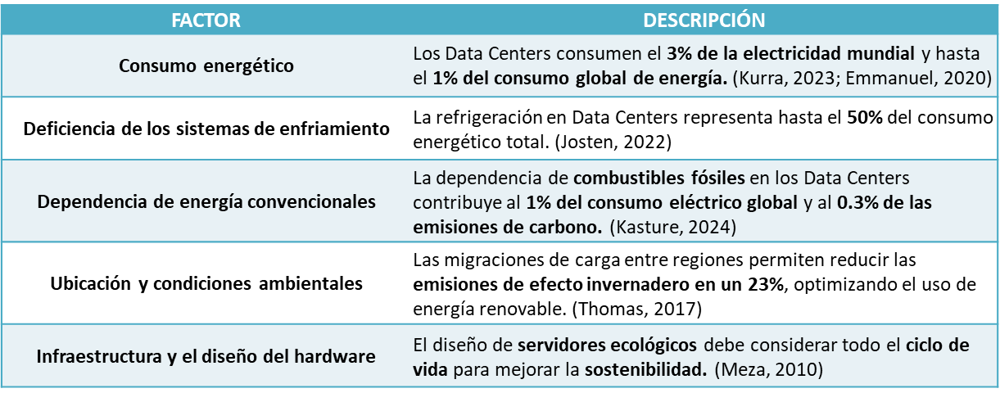 FACTOR DESCRIPCIÓN
Consumo energético
Los Data Centers consumen el 3% de la electricidad mundial y hasta
el 1% del consumo global de energía. (Kurra, 2023; Emmanuel, 2020)
Deficiencia de los sistemas de enfriamiento
La refrigeración en Data Centers representa hasta el 50% del consumo
energético total. (Josten, 2022)
Dependencia de energía convencionales
La dependencia de combustibles fósiles en los Data Centers
contribuye al 1% del consumo eléctrico global y al 0.3% de las
emisiones de carbono. (Kasture, 2024)
Ubicación y condiciones ambientales
Las migraciones de carga entre regiones permiten reducir las
emisiones de efecto invernadero en un 23%, optimizando el uso de
energía renovable. (Thomas, 2017)
Infraestructura y el diseño del hardware
El diseño de servidores ecológicos debe considerar todo el ciclo de
vida para mejorar la sostenibilidad. (Meza, 2010)